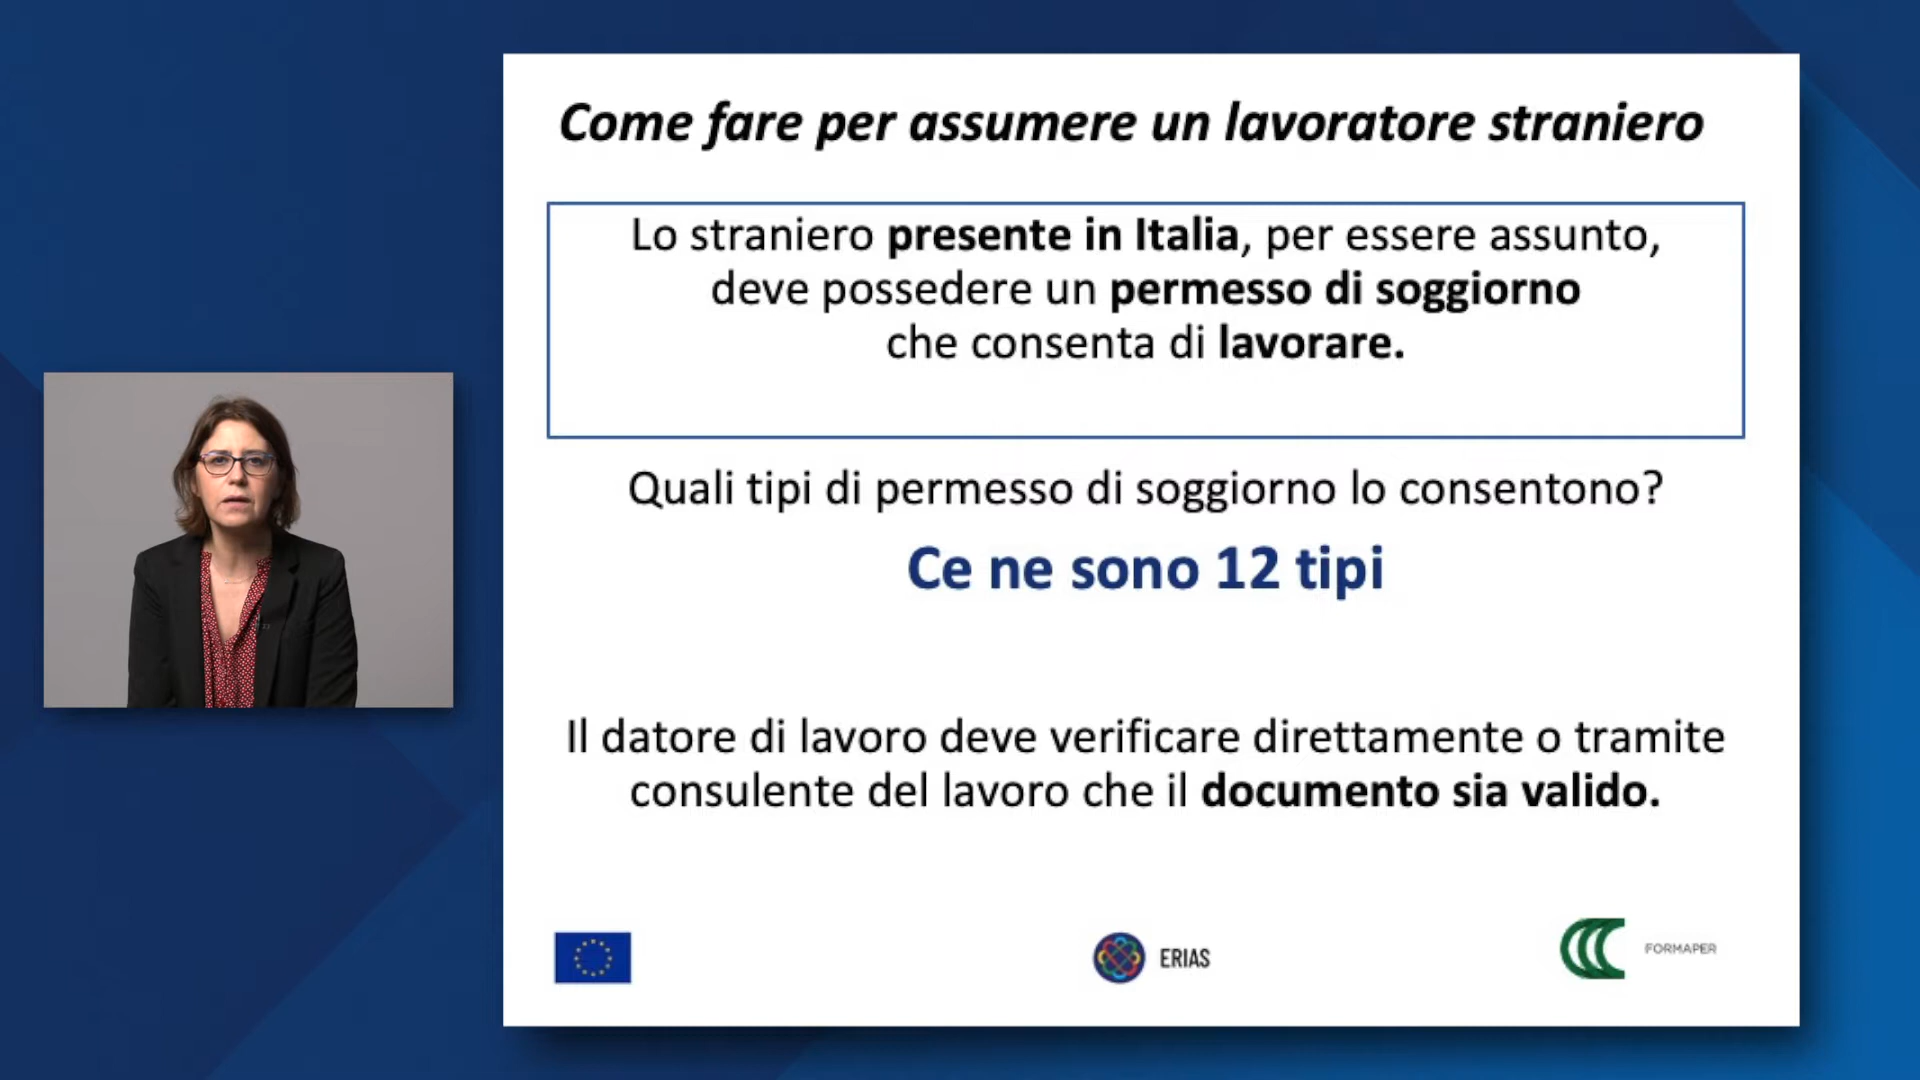 Come fare per assumere un lavoratore straniero
Lo straniero presente in Italia, per essere assunto,
deve possedere un permesso di soggiorno
che consenta di lavorare.
Quali tipi di permesso di soggiorno lo consentono?
Ce ne sono 12 tipi
Il datore di lavoro deve verificare direttamente o tramite
consulente del lavoro che il documento sia valido.
ERIAS
FORMAPER